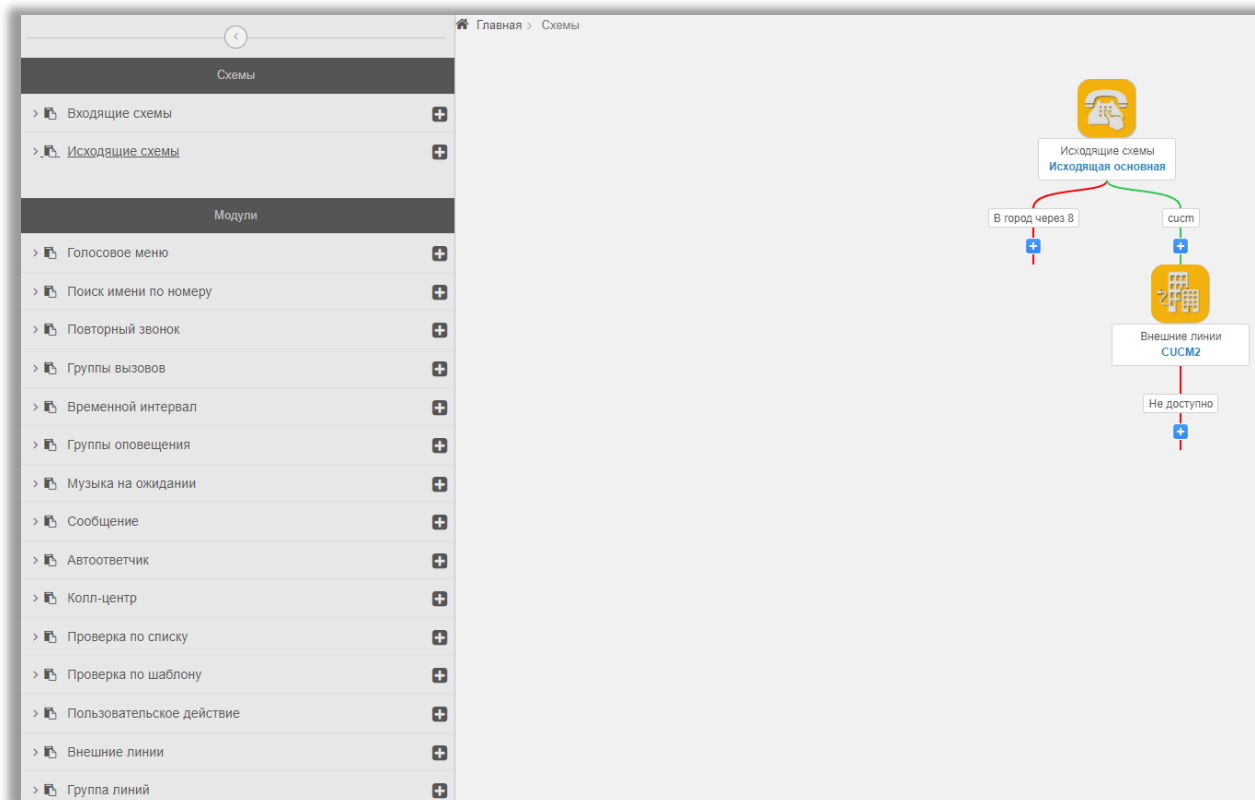 Главная > Схемы
Схемы
Входящие схемы
Исходящие схемы
Модули
Голосовое меню
Поиск имени по номеру
Повторный звонок
Группы вызовов
Временной интервал
Группы оповещения
Музыка на ожидании
Сообщение
Автоответчик
Колл-центр
Проверка по списку
Проверка по шаблону
Пользовательское действие
Внешние линии
Группа линий
Исходящие схемы
Исходящая основная
В город через 8
cucm
Внешние линии
CUCM2
Не доступно